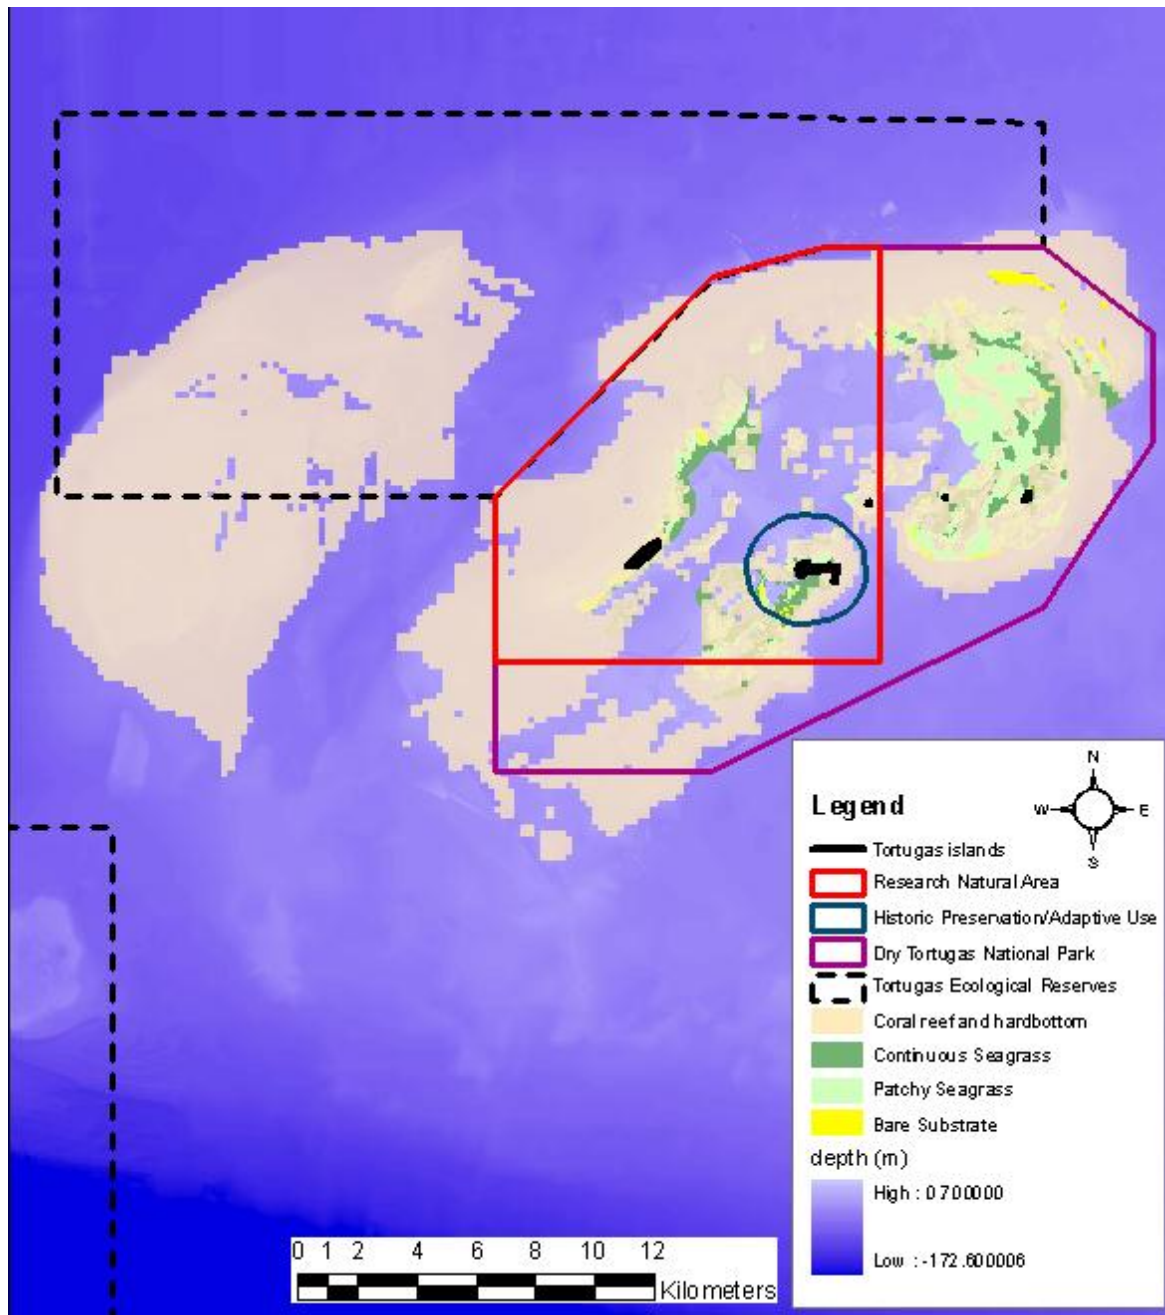 Legend
N
W E
S
Tortugas islands
Research Natural Area
Historic Preservation/Adaptive Use
Dry Tortugas National Park
Tortugas Ecological Reserves
Coral reef and hardbottom
Continuous Seagrass
Patchy Seagrass
Bare Substrate
depth (m)
High : 0.700000
Low : -172.600006
0 1 2 4 6 8 10 12
Kilometers